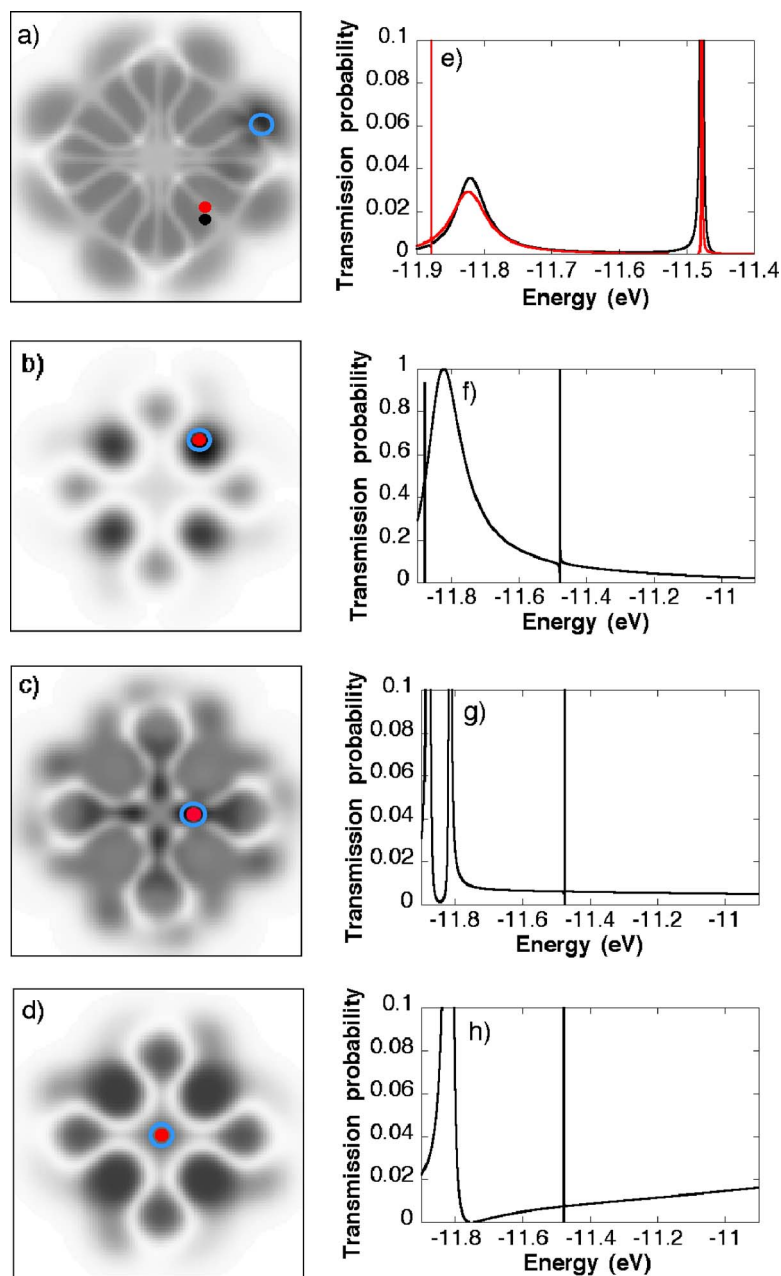 a)
e)
Transmission probability
0.1
0.08
0.06
0.04
0.02
0
-11.9 -11.8 -11.7 -11.6 -11.5 -11.4
Energy (eV)
b)
f)
Transmission probability
1
0.8
0.6
0.4
0.2
0
-11.8 -11.6 -11.4 -11.2 -11
Energy (eV)
c)
g)
Transmission probability
0.1
0.08
0.06
0.04
0.02
0
-11.8 -11.6 -11.4 -11.2 -11
Energy (eV)
d)
h)
Transmission probability
0.1
0.08
0.06
0.04
0.02
0
-11.8 -11.6 -11.4 -11.2 -11
Energy (eV)